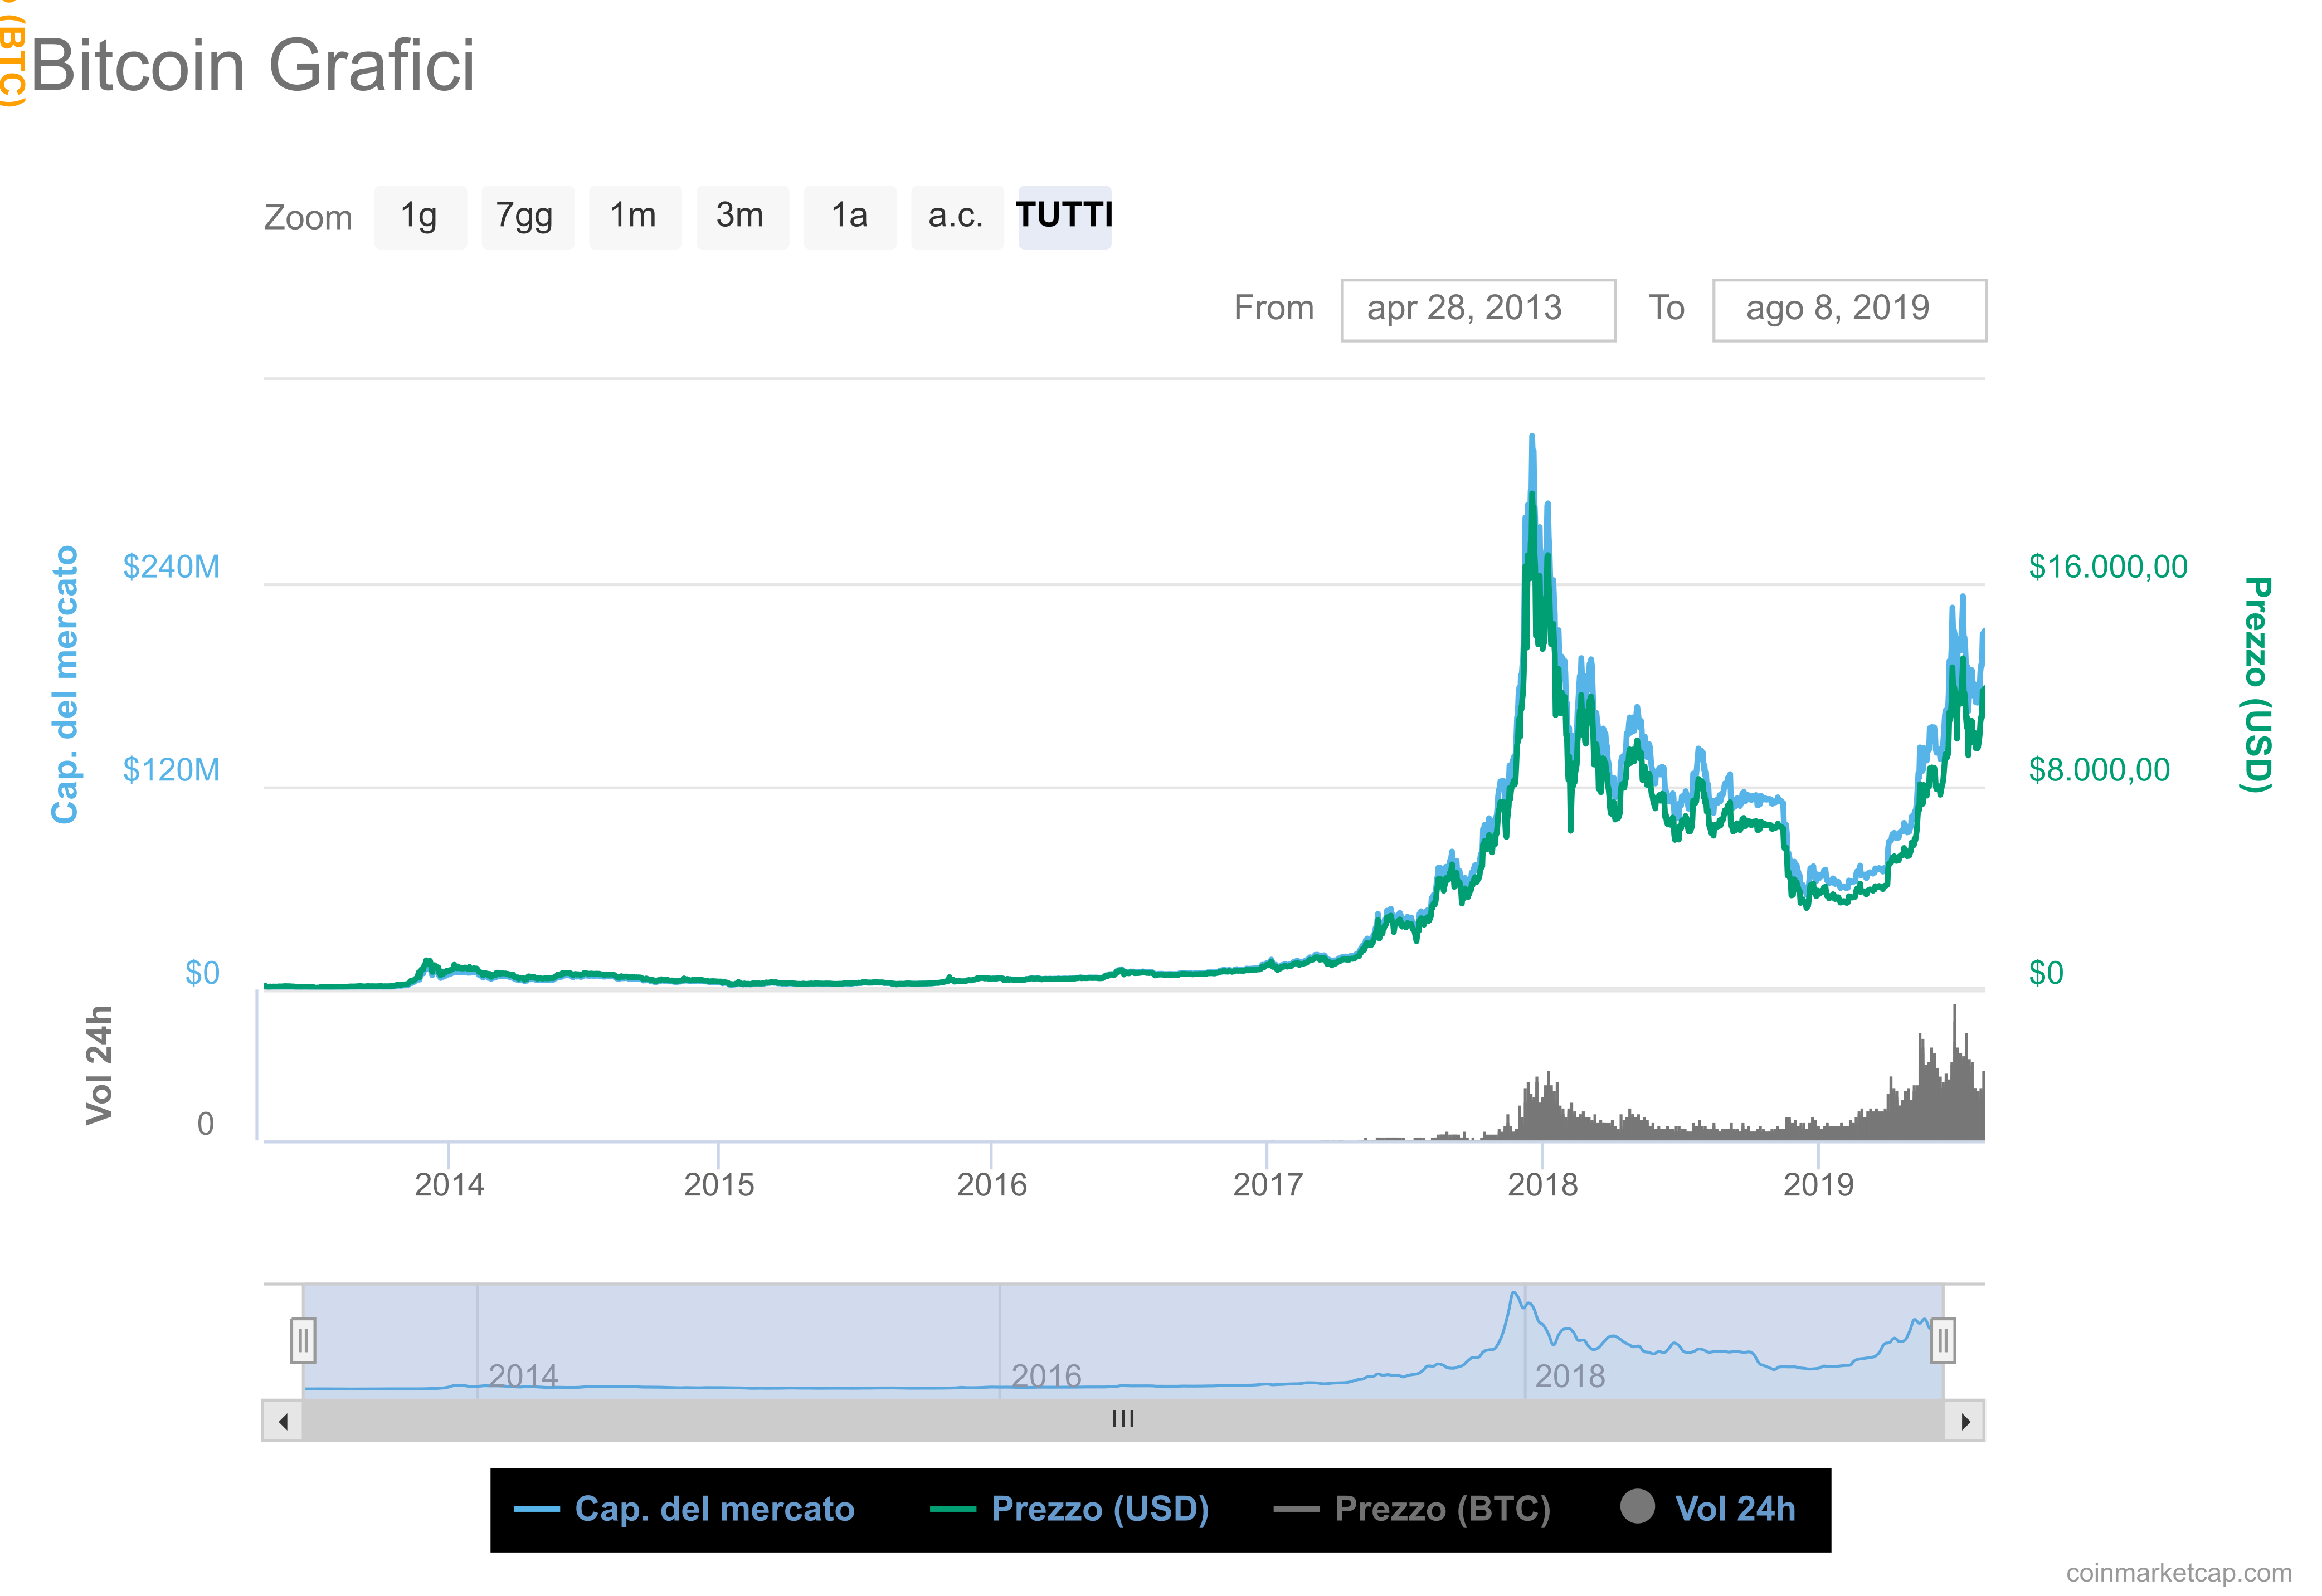 (BTC)
Bitcoin Grafici
Zoom 1g 7gg 1m 3m 1a a.c. TUTTI
From apr 28, 2013 To ago 8, 2019
Cap. del mercato
$240M
$120M
$0
$16.000,00
$8.000,00
$0
Prezzo (USD)
Vol 24h
0
2014 2015 2016 2017 2018 2019
2014 2016 2018
Cap. del mercato Prezzo (USD) Prezzo (BTC) Vol 24h
coinmarketcap.com